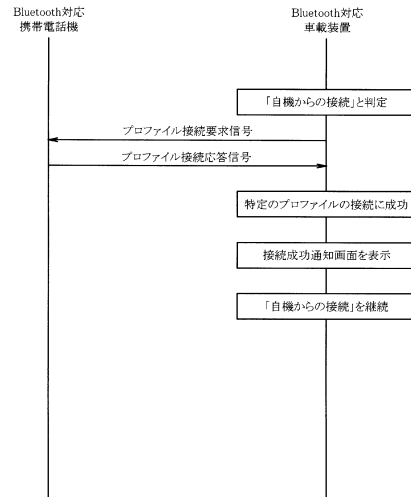 Bluetooth対応
携帯電話機
Bluetooth対応
車載装置
「自機からの接続」と判定
プロファイル接続要求信号
プロファイル接続応答信号
特定のプロファイルの接続に成功
接続成功通知画面を表示
「自機からの接続」を継続